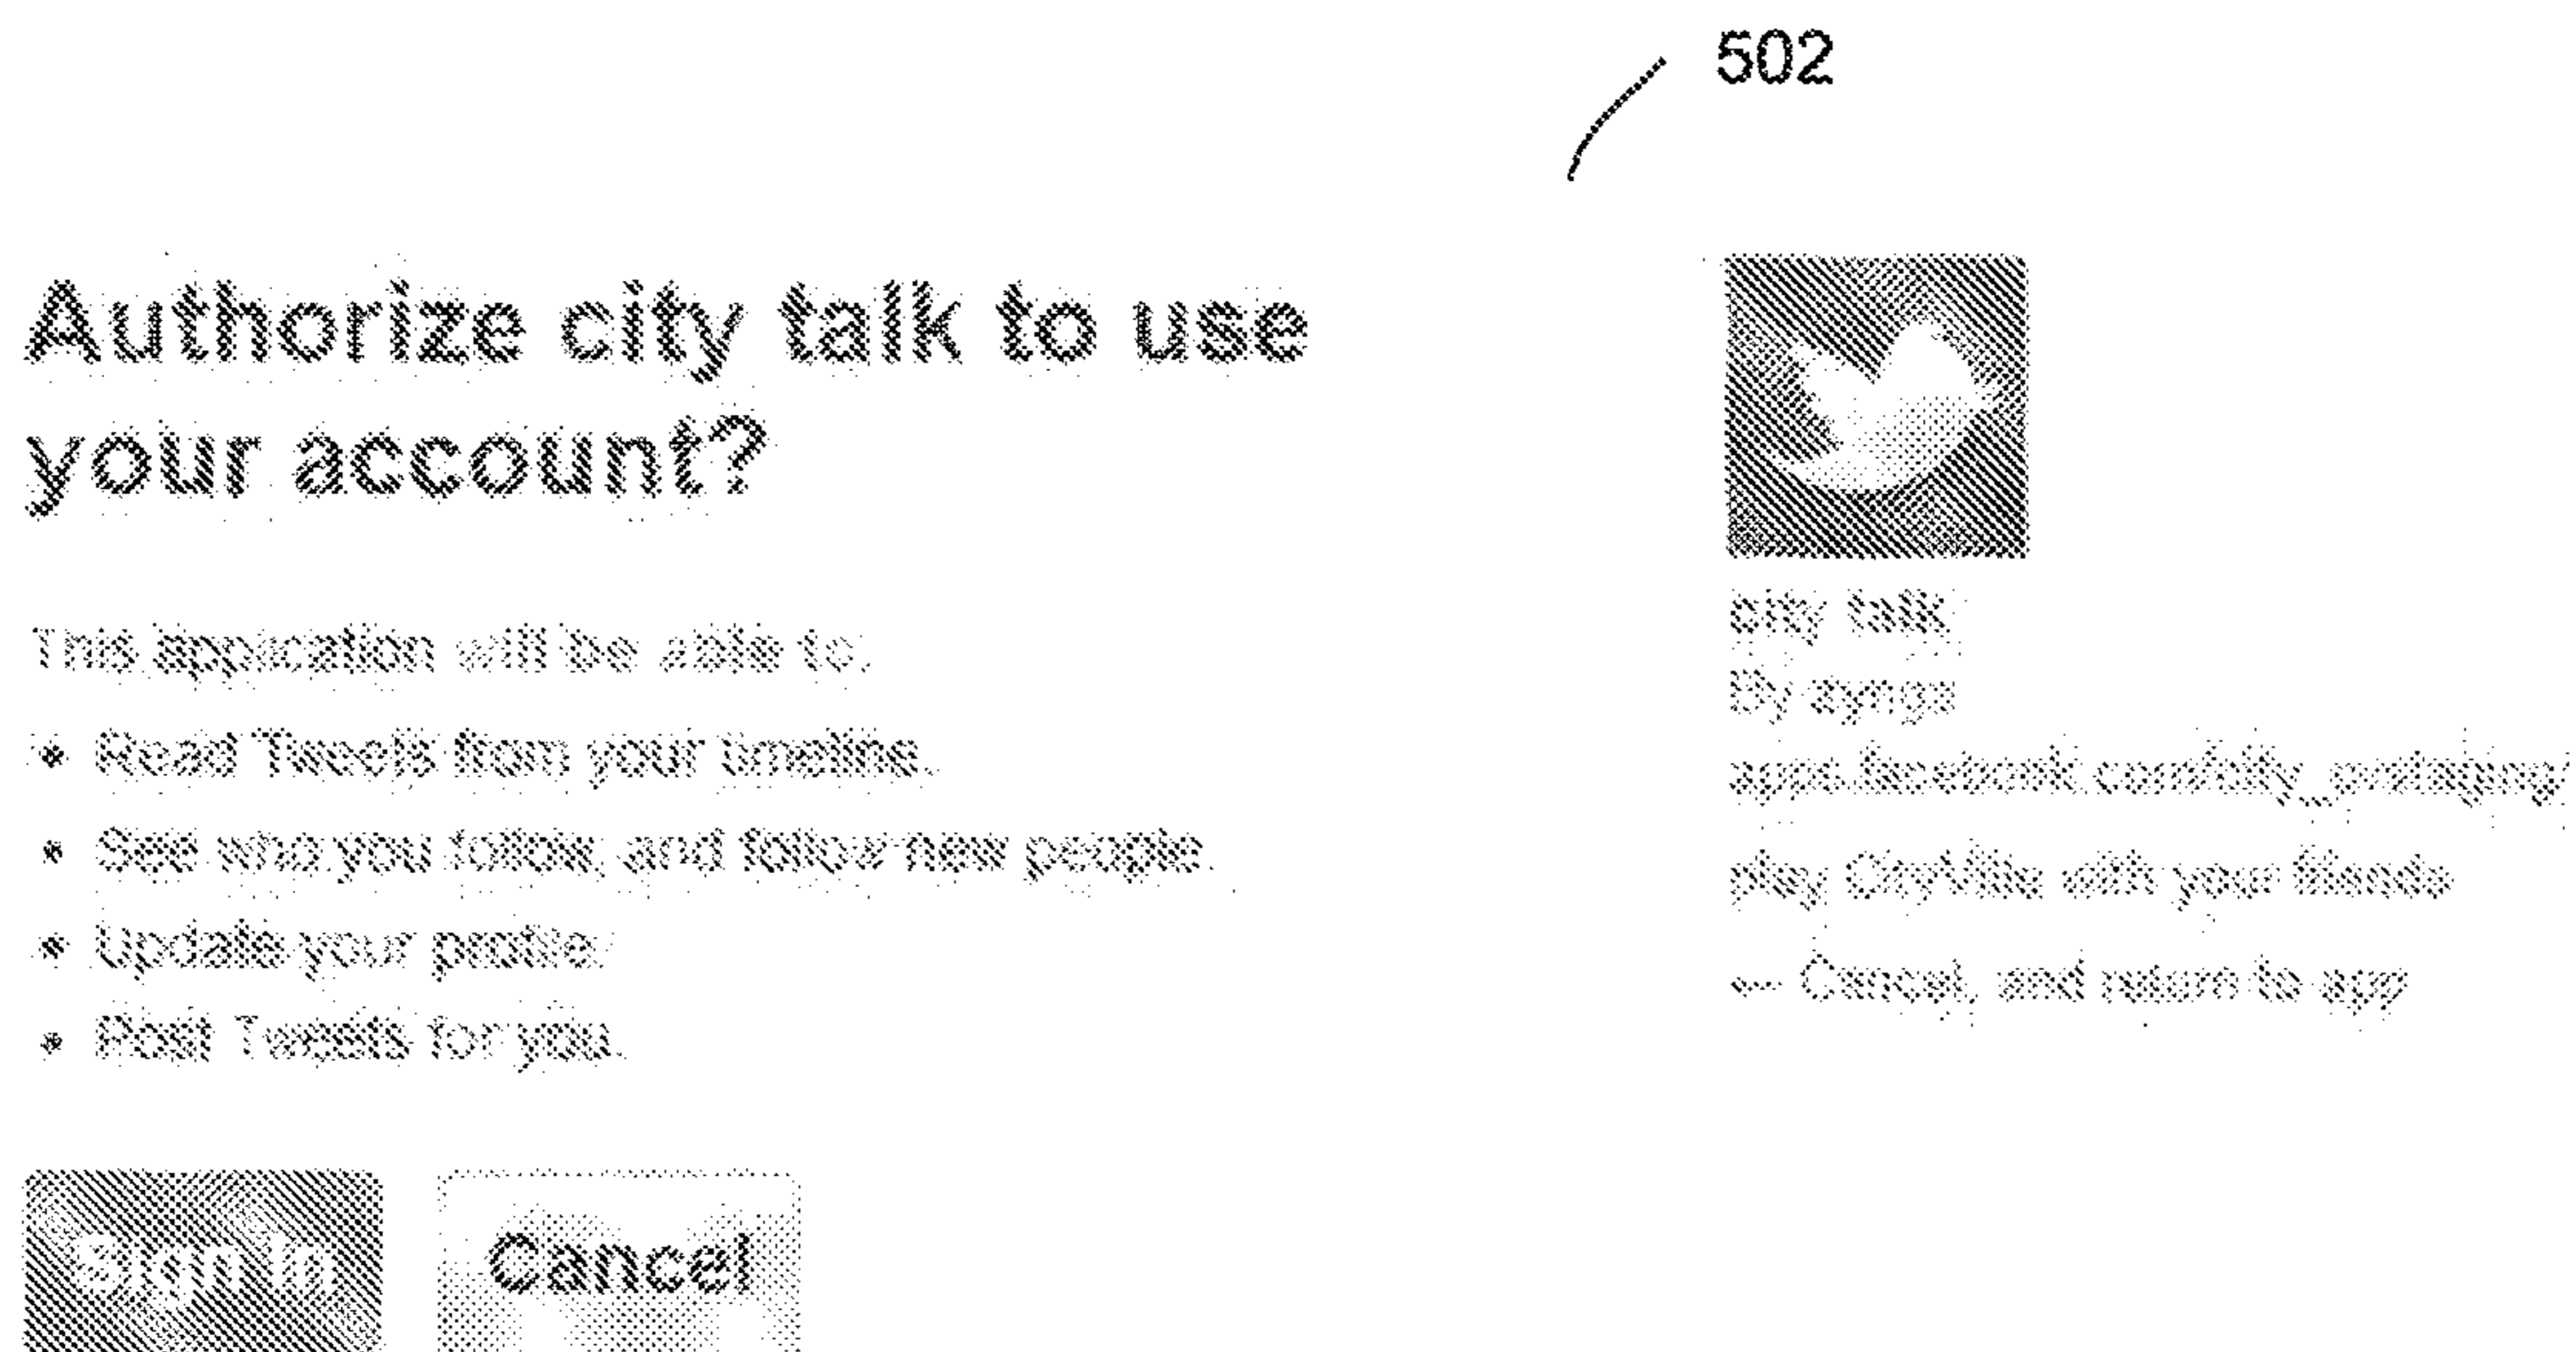 502
Authorize city talk to use
your account?
This application will be able to:
• Read Tweets from your timeline.
• See who you follow, and follow new people.
• Update your profile.
• Post Tweets for you.
Sign In
Cancel
city talk
By zynga
play CityVille with your friends
← Cancel, and return to app